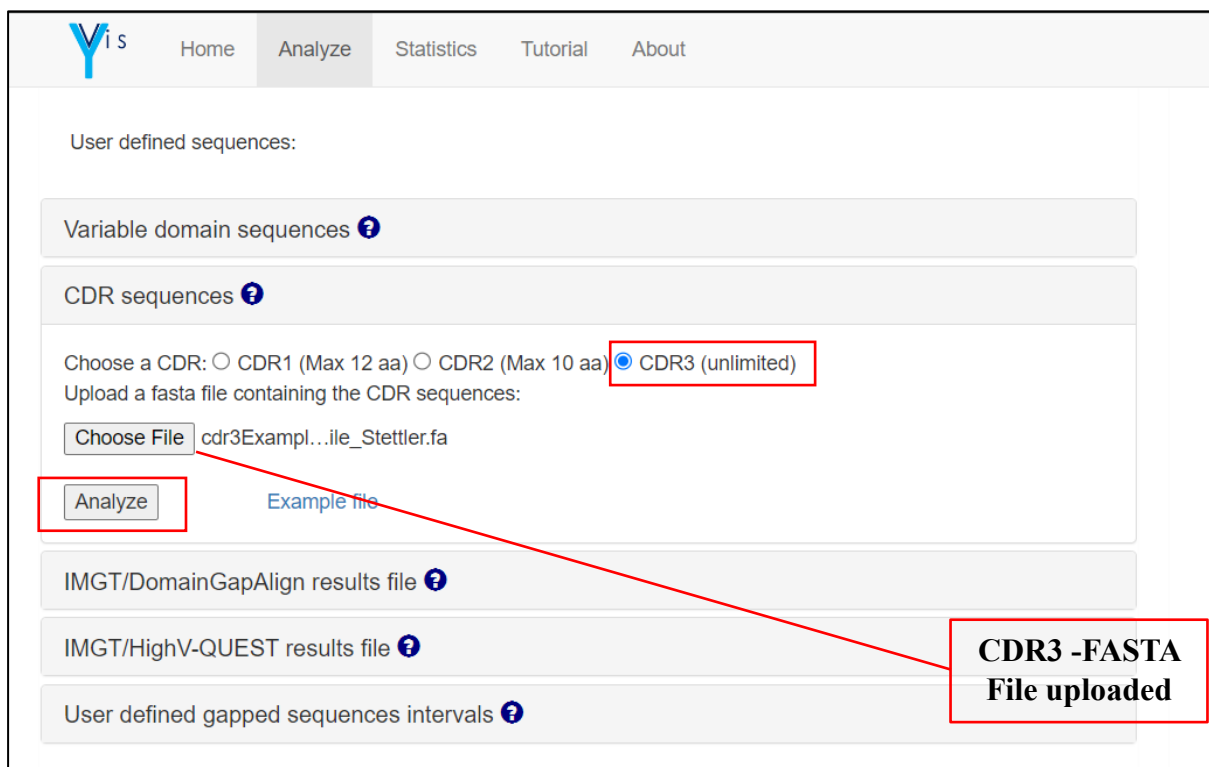 Yis Home Analyze Statistics Tutorial About
User defined sequences:
Variable domain sequences ?
CDR sequences ?
Choose a CDR: CDR1 (Max 12 aa) CDR2 (Max 10 aa) CDR3 (unlimited)
Upload a fasta file containing the CDR sequences:
Choose File cdr3Exampl…ile_Stettler.fa
Analyze Example file
IMGT/DomainGapAlign results file ?
IMGT/HighV-QUEST results file ?
CDR3 -FASTA
File uploaded
User defined gapped sequences intervals ?